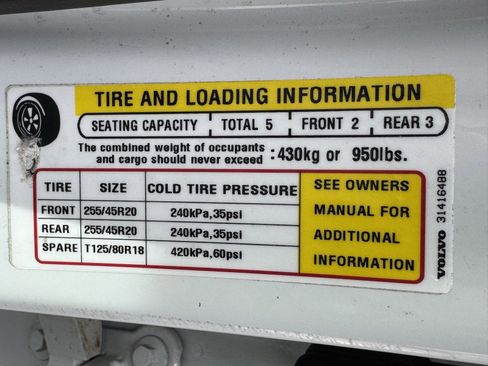 TIRE AND LOADING INFORMATION
SEATING CAPACITY TOTAL 5 FRONT 2 REAR 3
The combined weight of occupants
and cargo should never exceed :430kg or 950lbs.
TIRE SIZE COLD TIRE PRESSURE
FRONT 255/45R20 240kPa,35psi
REAR 255/45R20 240kPa,35psi
SPARE T125/80R18 420kPa,60psi
SEE OWNERS
MANUAL FOR
ADDITIONAL
INFORMATION
VOLVO 31416488